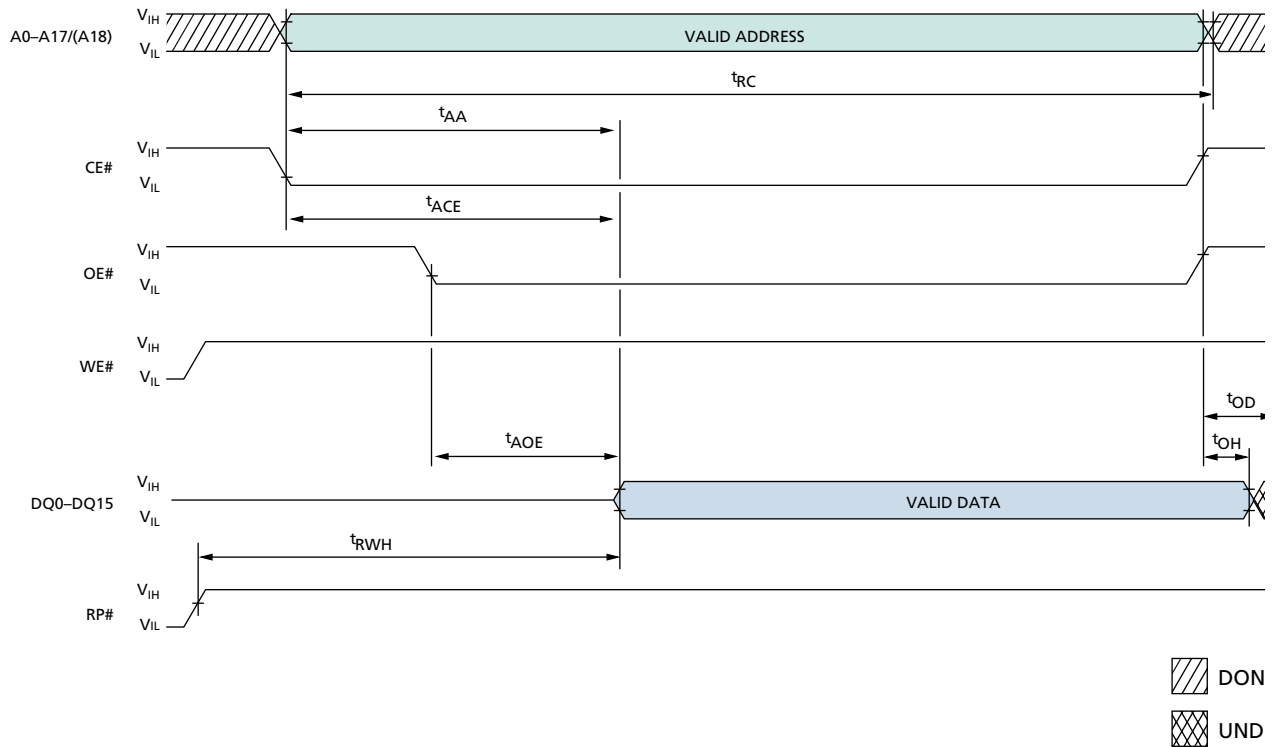 A0–A17/(A18)
VIH
VIL
VALID ADDRESS
tRC
tAA
CE#
VIH
VIL
tACE
OE#
VIH
VIL
WE#
VIH
VIL
tOD
tAOE
tOH
DQ0–DQ15
VIH
VIL
VALID DATA
tRWH
RP#
VIH
VIL
DON
UND